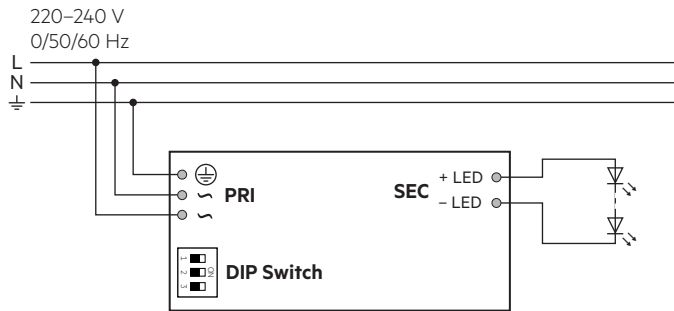 220–240 V
0/50/60 Hz
L
N
PRI
~
~
SEC
+ LED
– LED
1
2
3
ON
DIP Switch